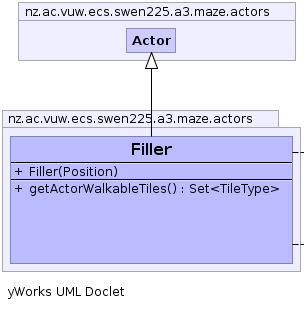 nz.ac.vuw.ecs.swen225.a3.maze.actors
Actor
nz.ac.vuw.ecs.swen225.a3.maze.actors
Filler
+ Filler(Position)
+ getActorWalkableTiles() : Set<TileType>
yWorks UML Doclet